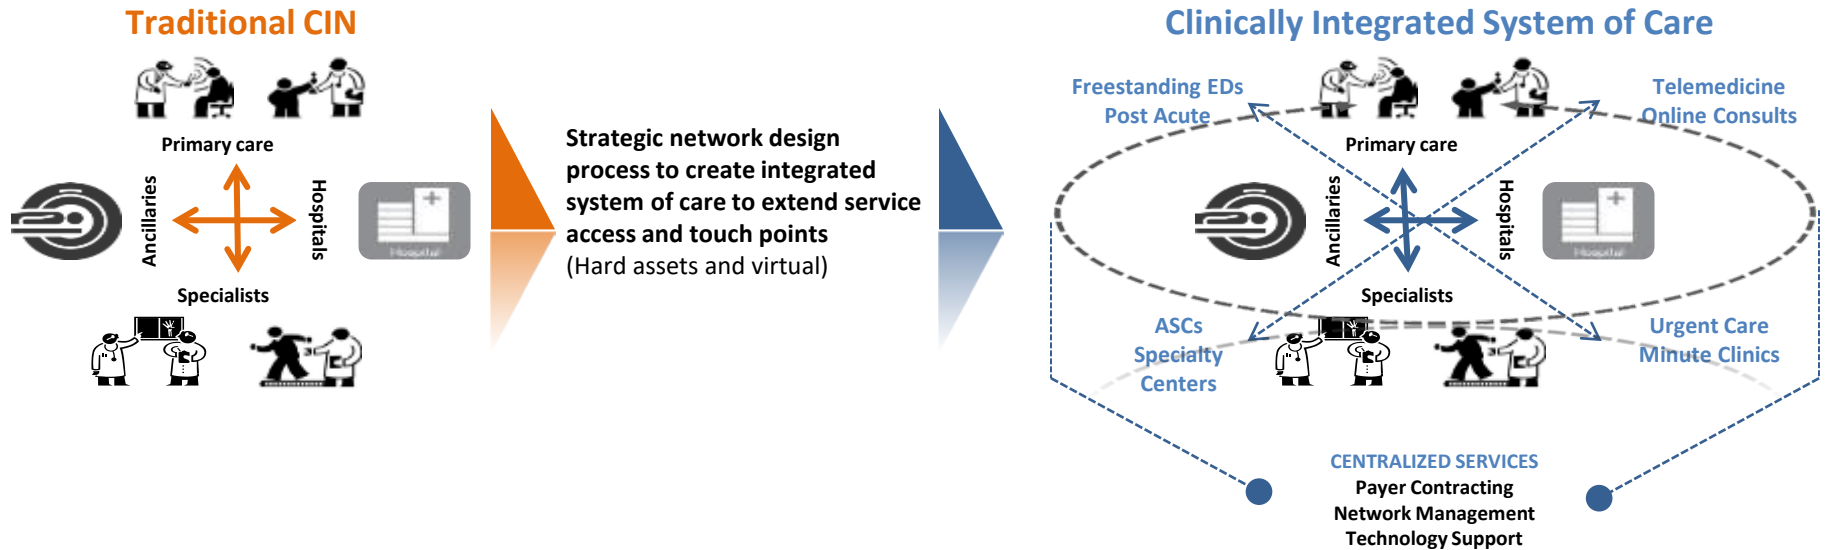 Traditional CIN
Primary care
Ancillaries
Hospitals
Hospital
Specialists
Strategic network design
process to create integrated
system of care to extend service
access and touch points
(Hard assets and virtual)
Clinically Integrated System of Care
Freestanding EDs
Post Acute
Telemedicine
Online Consults
Primary care
Ancillaries
Hospitals
Hospital
Specialists
ASCs
Specialty
Centers
Urgent Care
Minute Clinics
CENTRALIZED SERVICES
Payer Contracting
Network Management
Technology Support